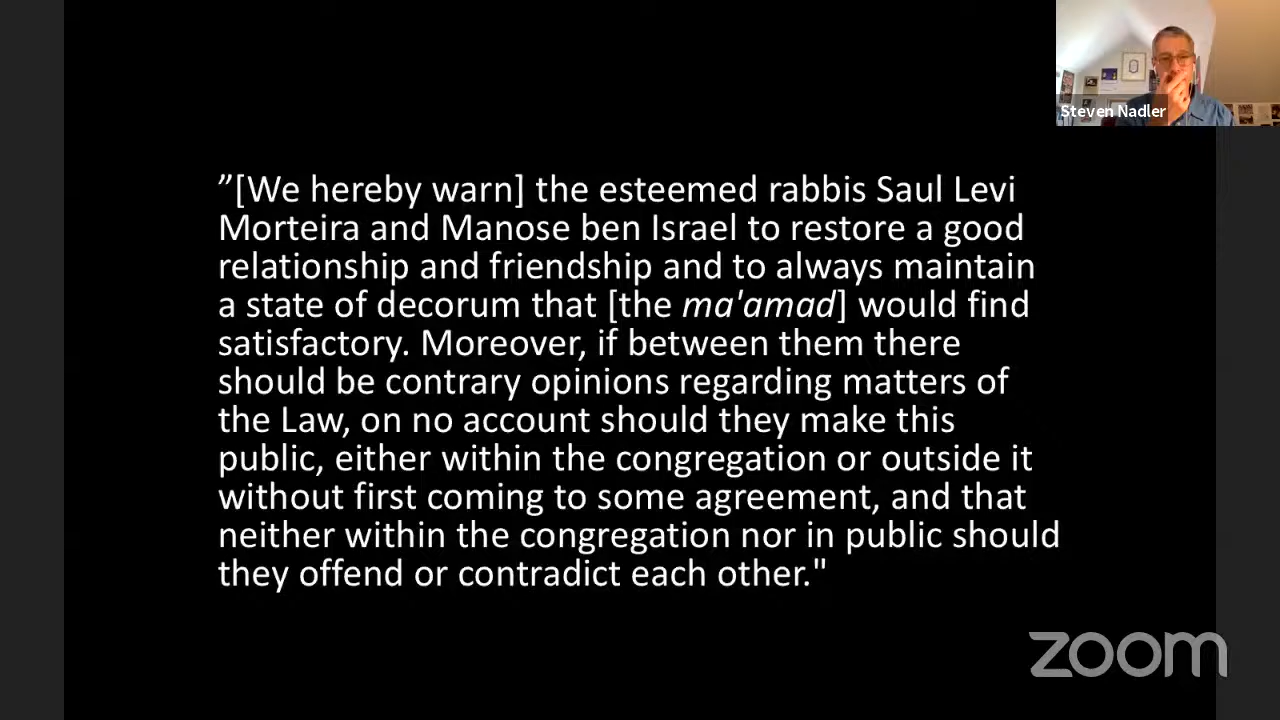 Steven Nadler
”[We hereby warn] the esteemed rabbis Saul Levi
Morteira and Manose ben Israel to restore a good
relationship and friendship and to always maintain
a state of decorum that [the ma'amad] would find
satisfactory. Moreover, if between them there
should be contrary opinions regarding matters of
the Law, on no account should they make this
public, either within the congregation or outside it
without first coming to some agreement, and that
neither within the congregation nor in public should
they offend or contradict each other."
zoom